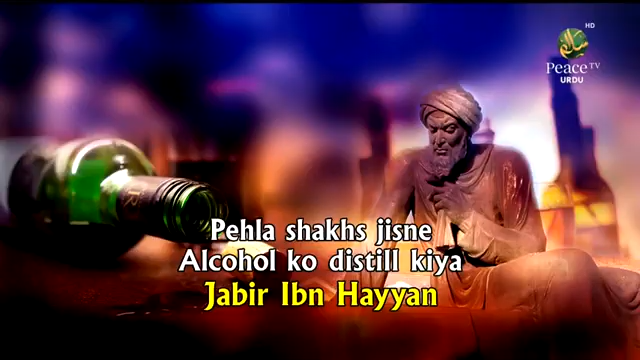 HD
Peace TV
URDU
Pehla shakhs jisne
Alcohol ko distill kiya
Jabir Ibn Hayyan